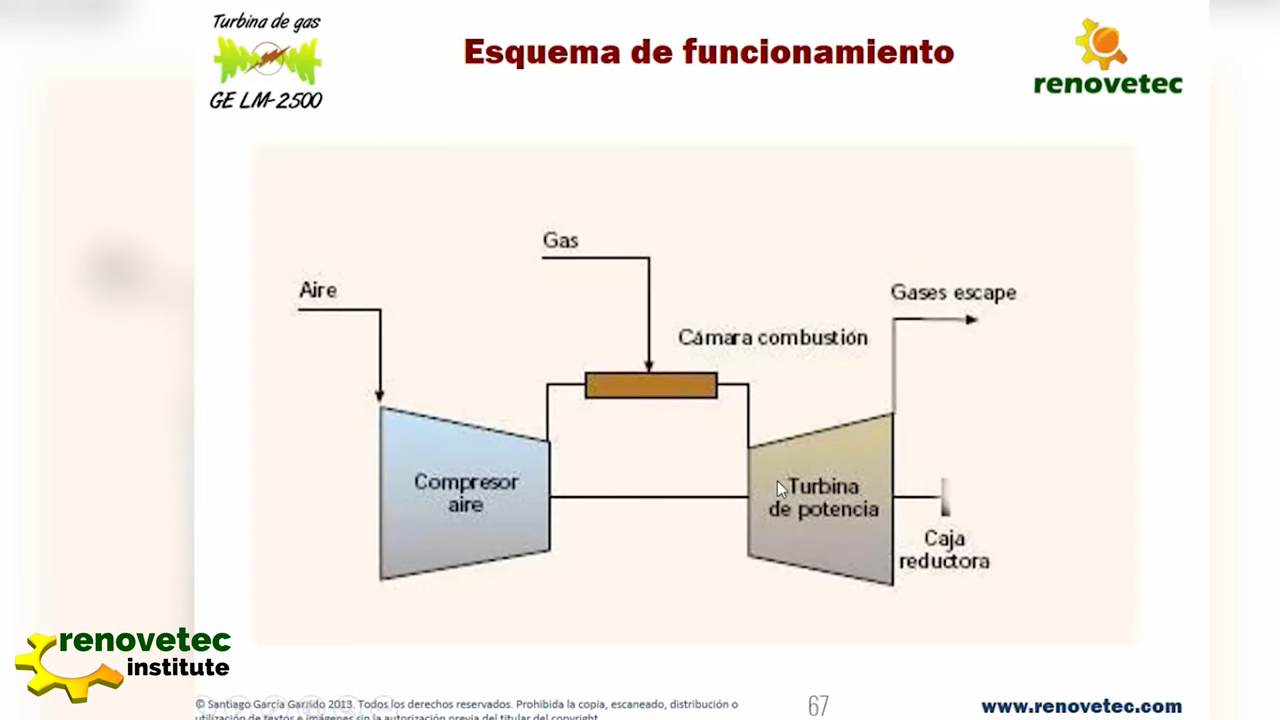 Turbina de gas
GE LM-2500
Esquema de funcionamiento
renovetec
Gas
Aire
Gases escape
Cámara combustión
Compresor
aire
Turbina
de potencia
Caja
reductora
renovetec
institute
© Santiago García Garrido 2013. Todos los derechos reservados. Prohibida la copia, escaneado, distribución o
utilización de textos e imágenes sin la autorización previa del titular del copyright.
67
www.renovetec.com